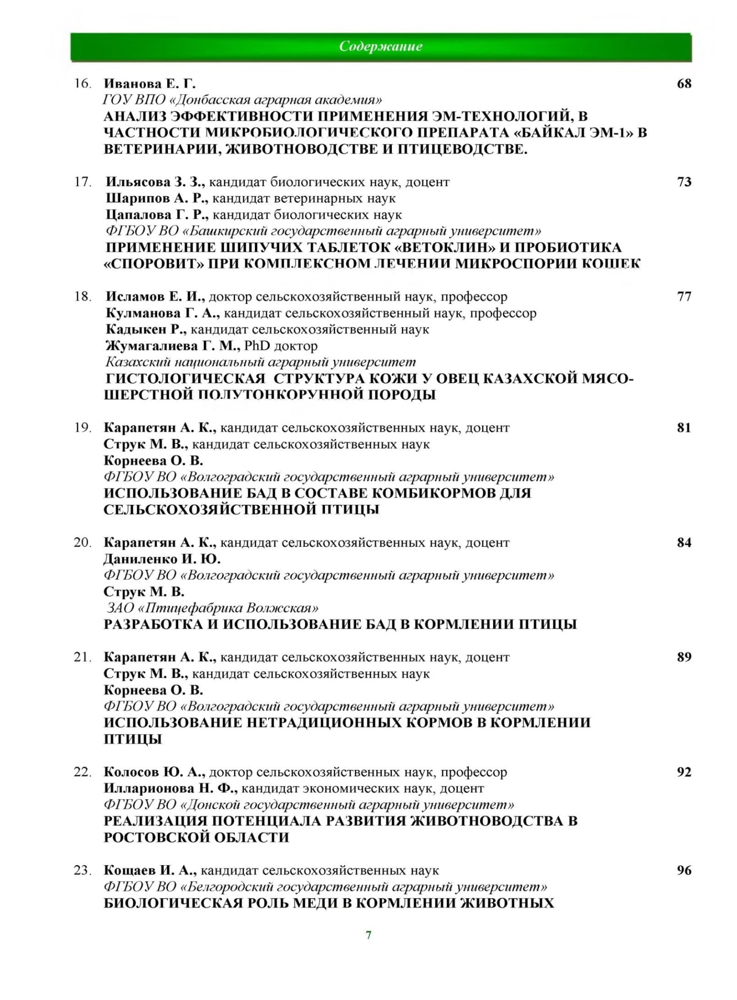 Содержание
16. Иванова Е. Г. 68
ГОУ ВПО «Донбасская аграрная академия»
АНАЛИЗ ЭФФЕКТИВНОСТИ ПРИМЕНЕНИЯ ЭМ-ТЕХНОЛОГИЙ, В
ЧАСТНОСТИ МИКРОБИОЛОГИЧЕСКОГО ПРЕПАРАТА «БАЙКАЛ ЭМ-1» В
ВЕТЕРИНАРИИ, ЖИВОТНОВОДСТВЕ И ПТИЦЕВОДСТВЕ.
17. Ильясова З. З., кандидат биологических наук, доцент 73
Шарипов А. Р., кандидат ветеринарных наук
Цапалова Г. Р., кандидат биологических наук
ФГБОУ ВО «Башкирский государственный аграрный университет»
ПРИМЕНЕНИЕ ШИПУЧИХ ТАБЛЕТОК «ВЕТОКЛИН» И ПРОБИОТИКА
«СПОРОВИТ» ПРИ КОМПЛЕКСНОМ ЛЕЧЕНИИ МИКРОСПОРИИ КОШЕК
18. Исламов Е. И., доктор сельскохозяйственный наук, профессор 77
Кулманова Г. А., кандидат сельскохозяйственный наук, профессор
Кадыкен Р., кандидат сельскохозяйственный наук
Жумагалиева Г. М., PhD доктор
Казахский национальный аграрный университет
ГИСТОЛОГИЧЕСКАЯ СТРУКТУРА КОЖИ У ОВЕЦ КАЗАХСКОЙ МЯСО-
ШЕРСТНОЙ ПОЛУТОНКОРУННОЙ ПОРОДЫ
19. Карапетян А. К., кандидат сельскохозяйственных наук, доцент 81
Струк М. В., кандидат сельскохозяйственных наук
Корнеева О. В.
ФГБОУ ВО «Волгоградский государственный аграрный университет»
ИСПОЛЬЗОВАНИЕ БАД В СОСТАВЕ КОМБИКОРМОВ ДЛЯ
СЕЛЬСКОХОЗЯЙСТВЕННОЙ ПТИЦЫ
20. Карапетян А. К., кандидат сельскохозяйственных наук, доцент 84
Даниленко И. Ю.
ФГБОУ ВО «Волгоградский государственный аграрный университет»
Струк М. В.
ЗАО «Птицефабрика Волжская»
РАЗРАБОТКА И ИСПОЛЬЗОВАНИЕ БАД В КОРМЛЕНИИ ПТИЦЫ
21. Карапетян А. К., кандидат сельскохозяйственных наук, доцент 89
Струк М. В., кандидат сельскохозяйственных наук
Корнеева О. В.
ФГБОУ ВО «Волгоградский государственный аграрный университет»
ИСПОЛЬЗОВАНИЕ НЕТРАДИЦИОННЫХ КОРМОВ В КОРМЛЕНИИ
ПТИЦЫ
22. Колосов Ю. А., доктор сельскохозяйственных наук, профессор 92
Илларионова Н. Ф., кандидат экономических наук, доцент
ФГБОУ ВО «Донской государственный аграрный университет»
РЕАЛИЗАЦИЯ ПОТЕНЦИАЛА РАЗВИТИЯ ЖИВОТНОВОДСТВА В
РОСТОВСКОЙ ОБЛАСТИ
23. Кощаев И. А., кандидат сельскохозяйственных наук 96
ФГБОУ ВО «Белгородский государственный аграрный университет»
БИОЛОГИЧЕСКАЯ РОЛЬ МЕДИ В КОРМЛЕНИИ ЖИВОТНЫХ
7